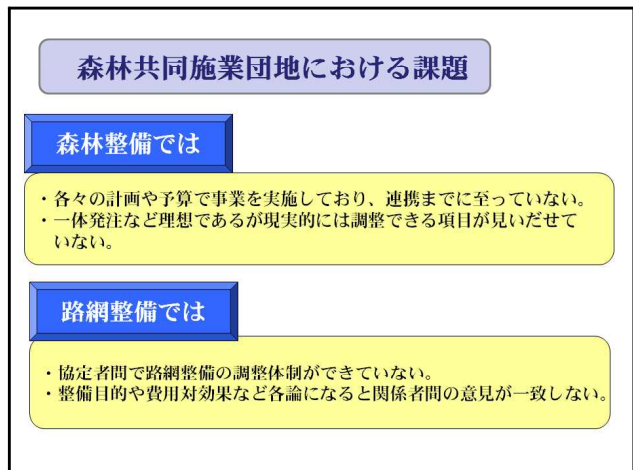 森林共同施業団地における課題
森林整備では
・各々の計画や予算で事業を実施しており、連携までに至っていない。
・一体発注など理想であるが現実的には調整できる項目が見いだせて
いない。
路網整備では
・協定者間で路網整備の調整体制ができていない。
・整備目的や費用対効果など各論になると関係者間の意見が一致しない。